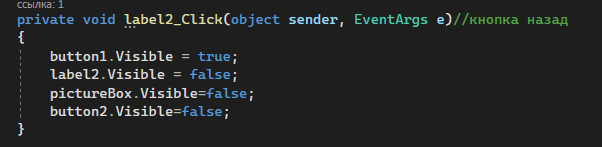 ссылка: 1
private void label2_Click(object sender, EventArgs e)//кнопка назад
{
    button1.Visible = true;
    label2.Visible = false;
    pictureBox.Visible=false;
    button2.Visible=false;
}